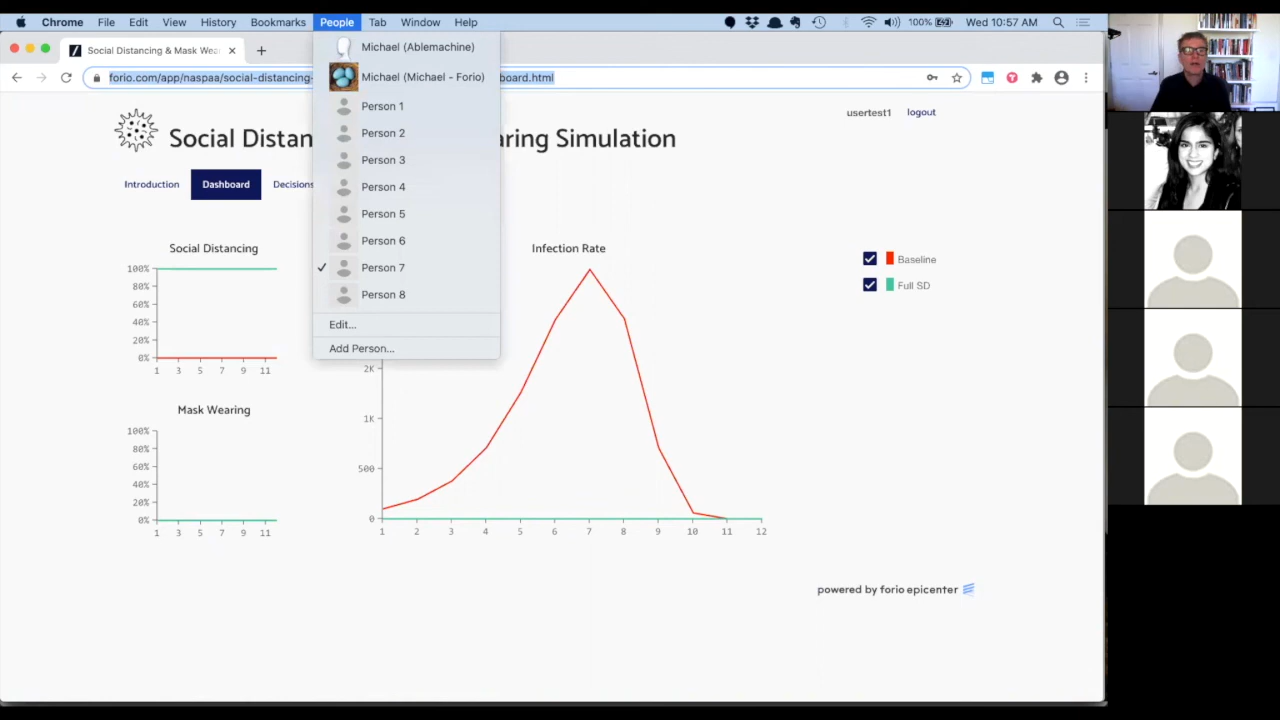 Chrome File Edit View History Bookmarks People Tab Window Help 100% Wed 10:57 AM
Social Distancing & Mask Wea
forio.com/app/naspaa/social-distancing- board.html
Michael (Ablemachine)
Michael (Michael - Forio)
Person 1
Person 2
Person 3
Person 4
Person 5
Person 6
✓ Person 7
Person 8
Edit...
Add Person...
usertest1 logout
Social Distan ring Simulation
Introduction Dashboard Decisions
Social Distancing
100%
80%
60%
40%
20%
0%
1 3 5 7 9 11
Mask Wearing
100%
80%
60%
40%
20%
0%
1 3 5 7 9 11
Infection Rate
2K
1K
500
0
1 2 3 4 5 6 7 8 9 10 11 12
Baseline
Full SD
powered by forio epicenter